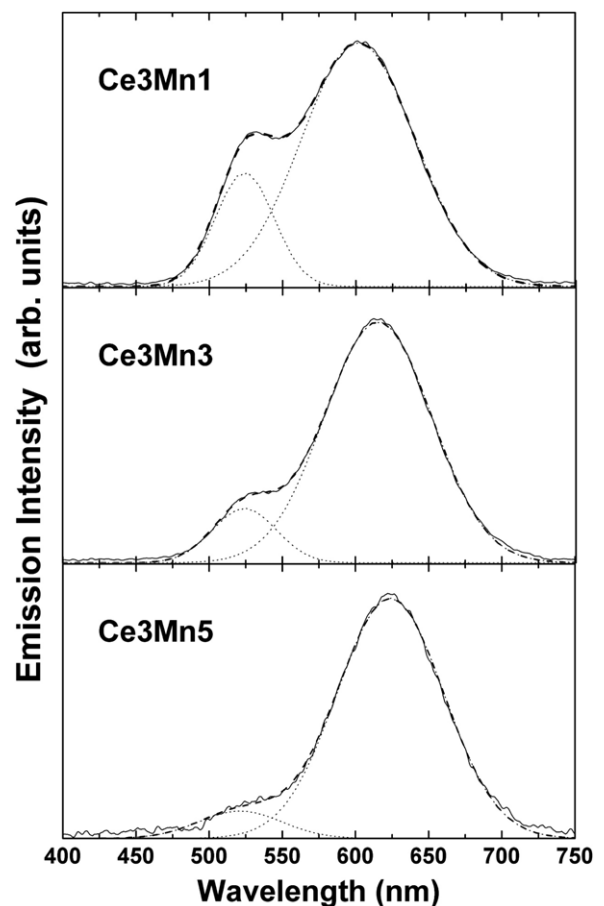 Ce3Mn1
Ce3Mn3
Ce3Mn5
Emission Intensity (arb. units)
400 450 500 550 600 650 700 750
Wavelength (nm)